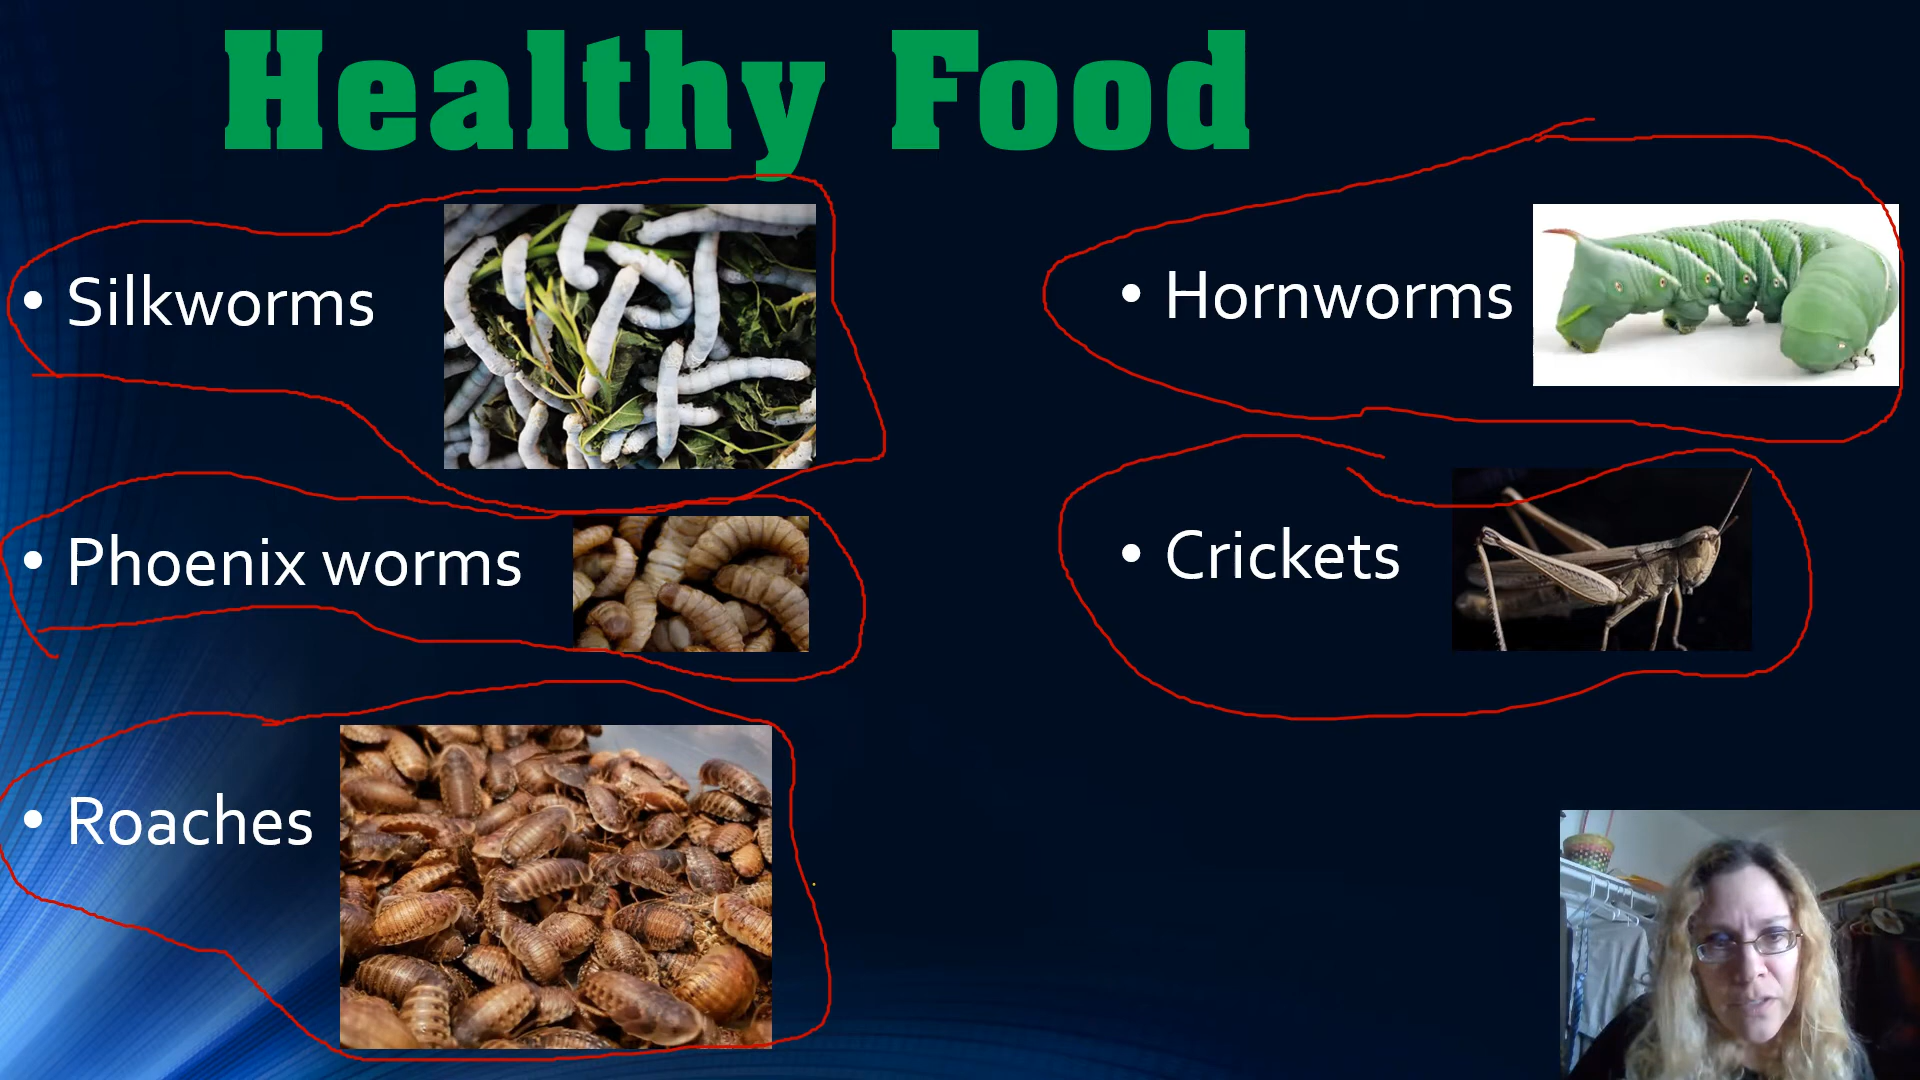 Healthy Food
• Silkworms
• Phoenix worms
• Roaches
• Hornworms
• Crickets